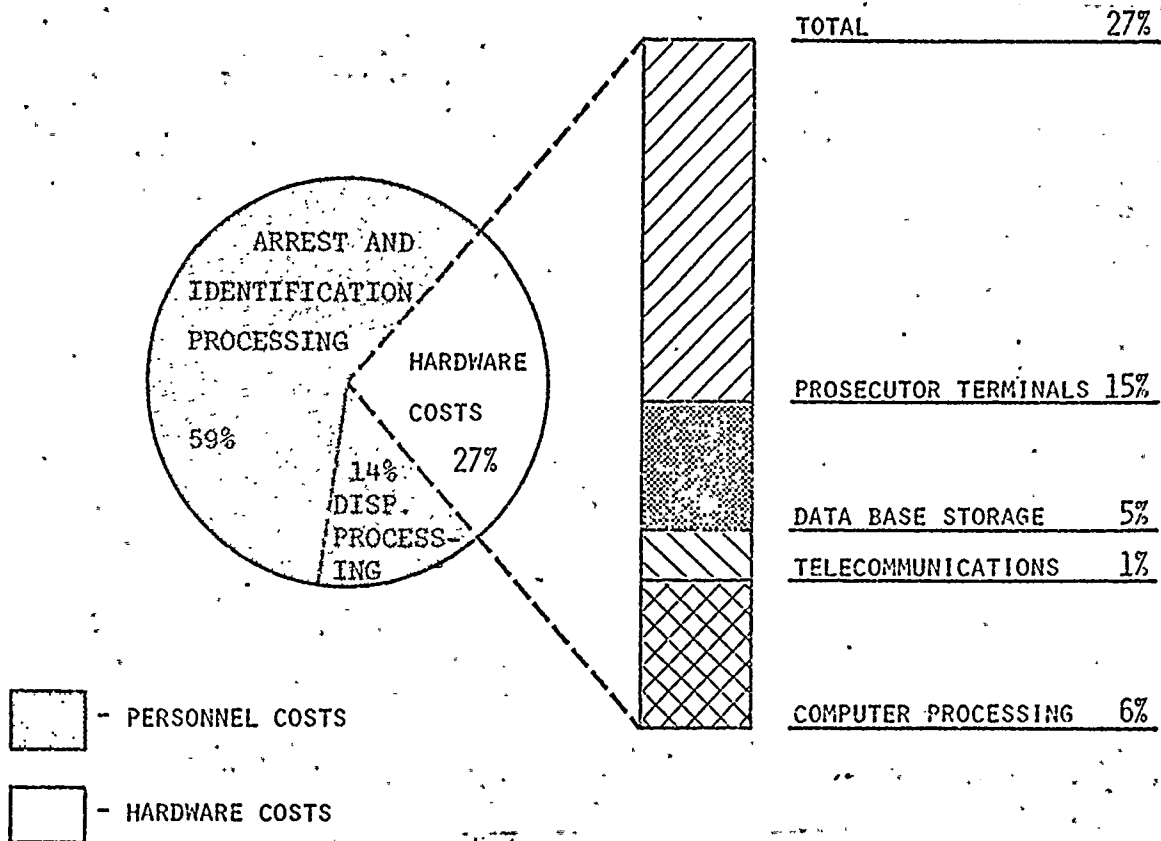 TOTAL 27%
ARREST AND
IDENTIFICATION
PROCESSING
59%
HARDWARE
COSTS
27%
14%
DISP.
PROCESS-
ING
PROSECUTOR TERMINALS 15%
DATA BASE STORAGE 5%
TELECOMMUNICATIONS 1%
COMPUTER PROCESSING 6%
- PERSONNEL COSTS
- HARDWARE COSTS